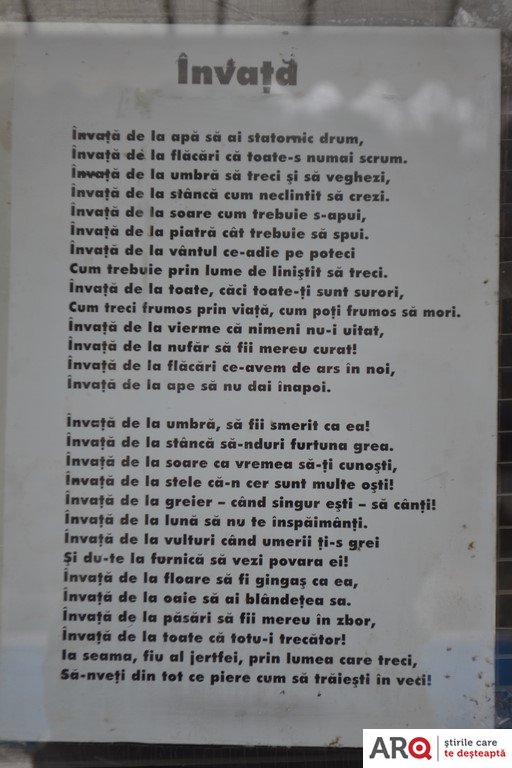 Învață
Învață de la apă să ai statornic drum,
Învață de la flăcări că toate-s numai scrum.
Învață de la umbră să treci și să veghezi,
Învață de la stâncă cum neclintit să crezi.
Învață de la soare cum trebuie s-apui,
Învață de la piatră cât trebuie să spui.
Învață de la vântul ce-adie pe poteci
Cum trebuie prin lume de liniștit să treci.
Învață de la toate, căci toate-ți sunt surori,
Cum treci frumos prin viață, cum poți frumos să mori.
Învață de la vierme că nimeni nu-i uitat,
Învață de la nufăr să fii mereu curat!
Învață de la flăcări ce-avem de ars în noi,
Învață de la ape să nu dai înapoi.
Învață de la umbră, să fii smerit ca ea!
Învață de la stâncă să-nduri furtuna grea.
Învață de la soare ca vremea să-ți cunoști,
Învață de la stele că-n cer sunt multe oști!
Învață de la greier – când singur ești – să cânți!
Învață de la lună să nu te înspăimânți.
Învață de la vulturi când umerii ți-s grei
Și du-te la furnică să vezi povara ei!
Învață de la floare să fi gingaș ca ea,
Învață de la oaie să ai blândețea sa.
Învață de la păsări să fii mereu în zbor,
Învață de la toate că totu-i trecător!
Ia seama, fiu al jertfei, prin lumea care treci,
Să-nveți din tot ce piere cum să trăiești în veci!
ARQ
știrile care
te deșteaptă